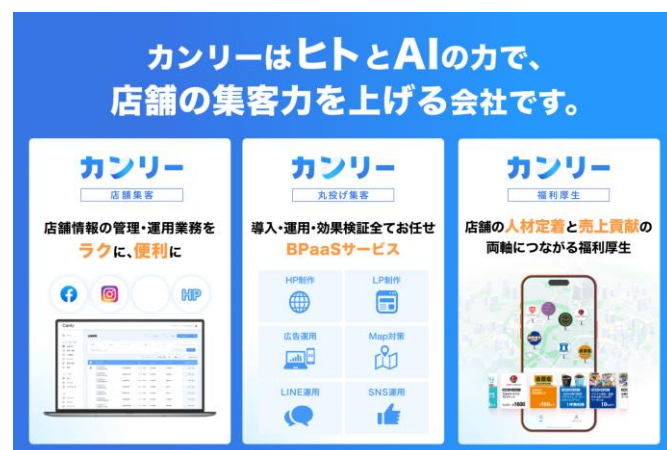 カンリーはヒトとAIの力で、
店舗の集客力を上げる会社です。
カンリー
店舗集客
店舗情報の管理・運用業務を
ラクに、便利に
HP
カンリー
丸投げ集客
導入・運用・効果検証全てお任せ
BPaaSサービス
HP制作
LP制作
広告運用
Map対策
LINE運用
SNS運用
カンリー
福利厚生
店舗の人材定着と売上貢献の
両軸につながる福利厚生